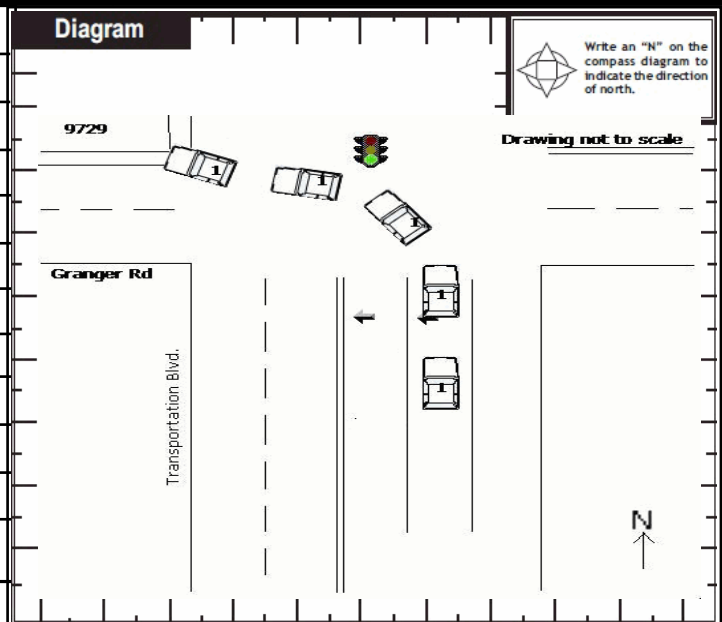 Diagram
Write an "N" on the
compass diagram to
indicate the direction
of north.
9729
Drawing not to scale
1
1
1
Granger Rd
1
1
Transportation Blvd.
N